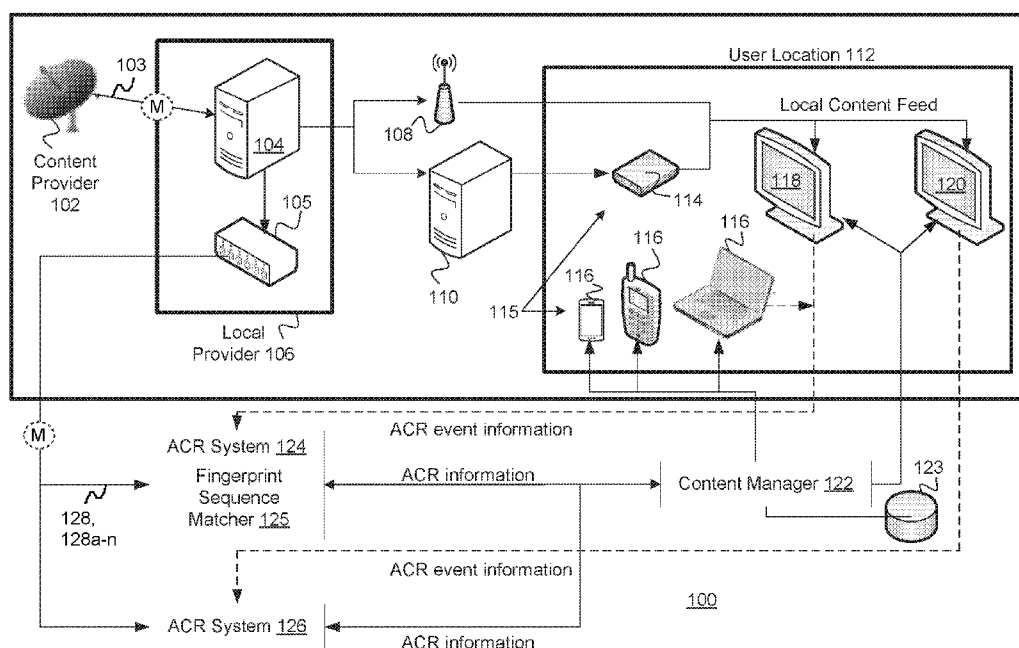 User Location 112
103
M
104
108
Local Content Feed
Content
Provider
102
118
120
105
114
116
116
116
110
115
Local
Provider 106
M
ACR event information
ACR System 124
Fingerprint
Sequence
Matcher 125
ACR information
Content Manager 122
123
128,
128a-n
ACR event information
100
ACR System 126
ACR information